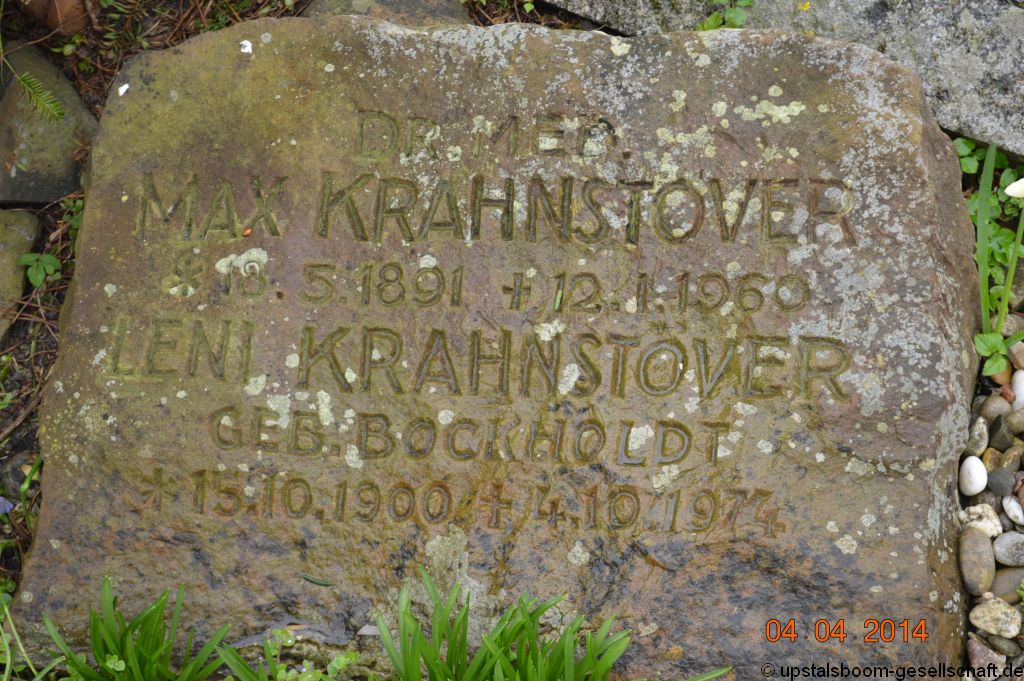 DR. MED.
MAX KRAHNSTÖVER
* 18.5.1891 + 12.1.1960
LENI KRAHNSTÖVER
GEB. BOCKHOLDT
* 15.10.1900 + 4.10.1974
04.04.2014
© upstalsboom-gesellschaft.de